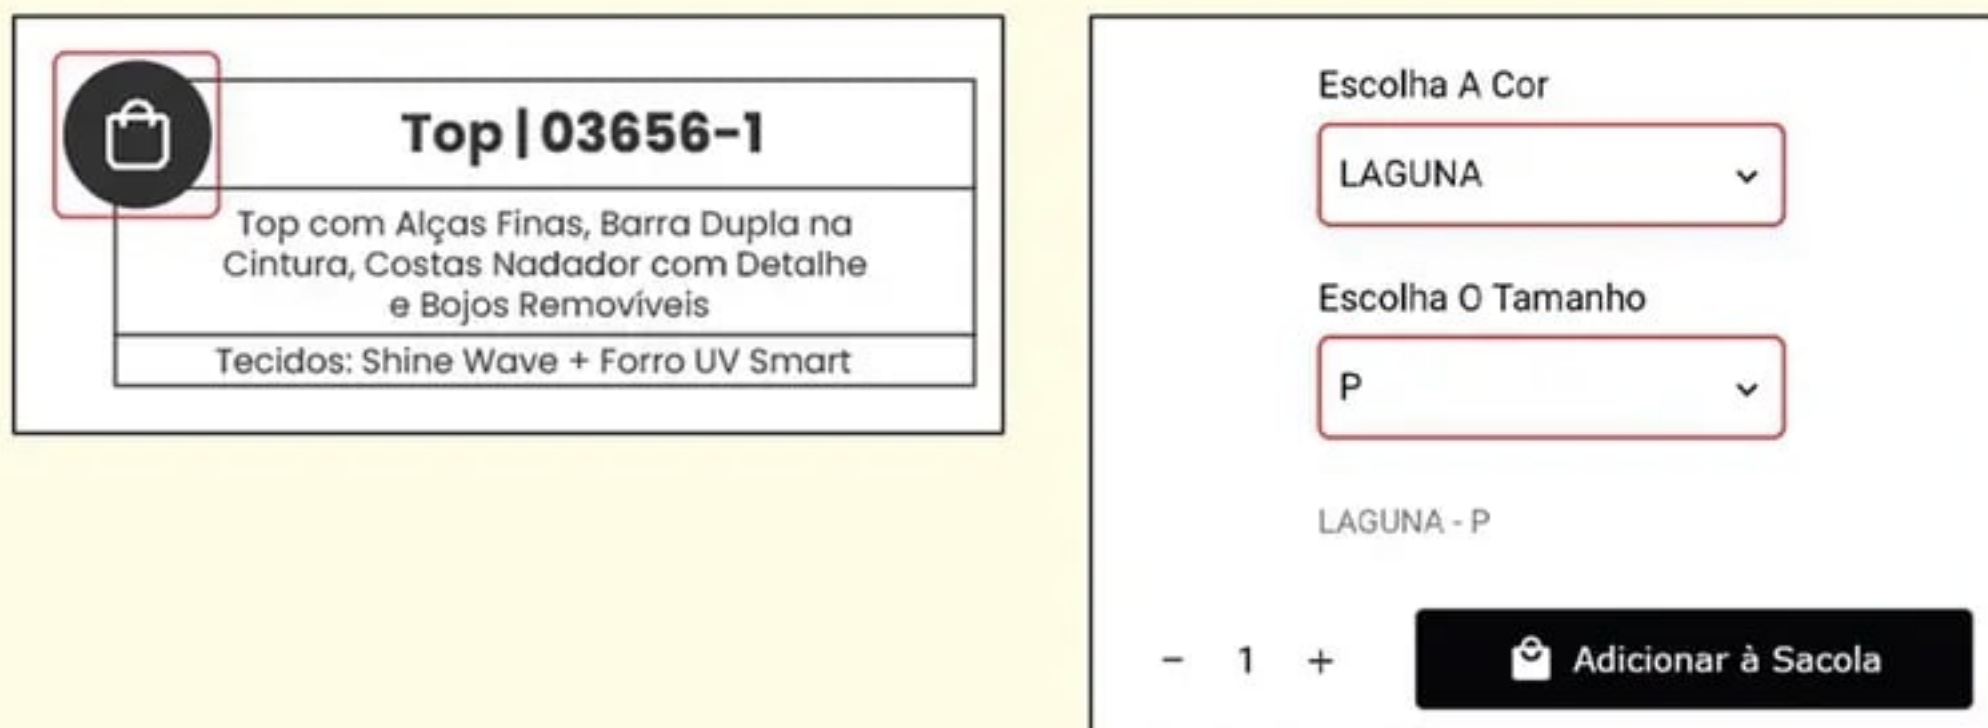 Top | 03656-1
Top com Alças Finas, Barra Dupla na
Cintura, Costas Nadador com Detalhe
e Bojos Removíveis
Tecidos: Shine Wave + Forro UV Smart
Escolha A Cor
LAGUNA
Escolha O Tamanho
P
LAGUNA - P
− 1 +
Adicionar à Sacola